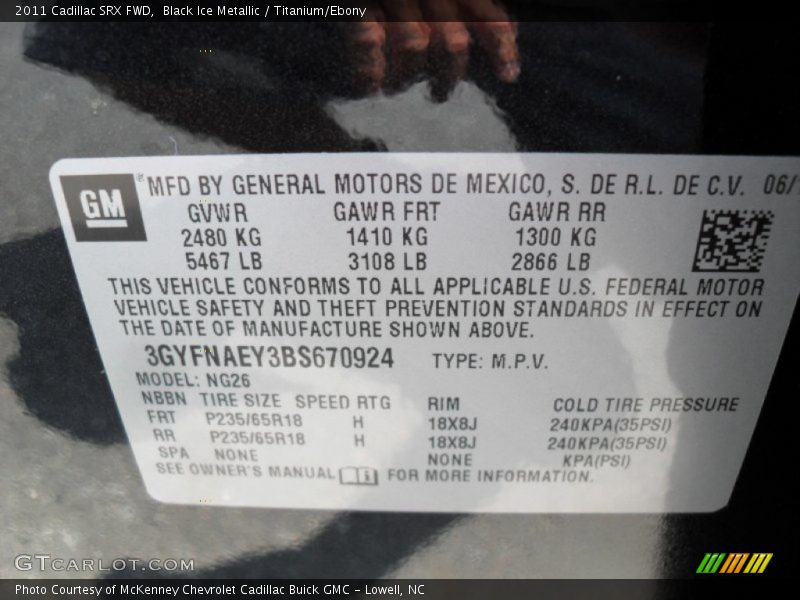 2011 Cadillac SRX FWD, Black Ice Metallic / Titanium/Ebony
GM ® MFD BY GENERAL MOTORS DE MEXICO, S. DE R.L. DE C.V. 06/
GVWR GAWR FRT GAWR RR
2480 KG 1410 KG 1300 KG
5467 LB 3108 LB 2866 LB
THIS VEHICLE CONFORMS TO ALL APPLICABLE U.S. FEDERAL MOTOR
VEHICLE SAFETY AND THEFT PREVENTION STANDARDS IN EFFECT ON
THE DATE OF MANUFACTURE SHOWN ABOVE.
3GYFNAEY3BS670924 TYPE: M.P.V.
MODEL: NG26
NBBN TIRE SIZE SPEED RTG RIM COLD TIRE PRESSURE
FRT P235/65R18 H 18X8J 240KPA(35PSI)
RR P235/65R18 H 18X8J 240KPA(35PSI)
SPA NONE NONE KPA(PSI)
SEE OWNER'S MANUAL FOR MORE INFORMATION.
GTCARLOT.COM
Photo Courtesy of McKenney Chevrolet Cadillac Buick GMC - Lowell, NC